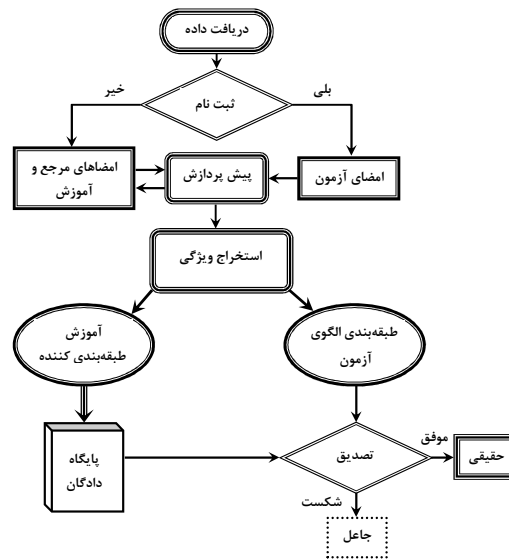 دریافت داده
ثبت نام
بلی
خیر
امضای آزمون
پیش پردازش
امضاهای مرجع و
آموزش
استخراج ویژگی
طبقه‌بندی الگوی
آزمون
آموزش
طبقه‌بندی کننده
پایگاه
دادگان
تصدیق
موفق
حقیقی
شکست
جاعل